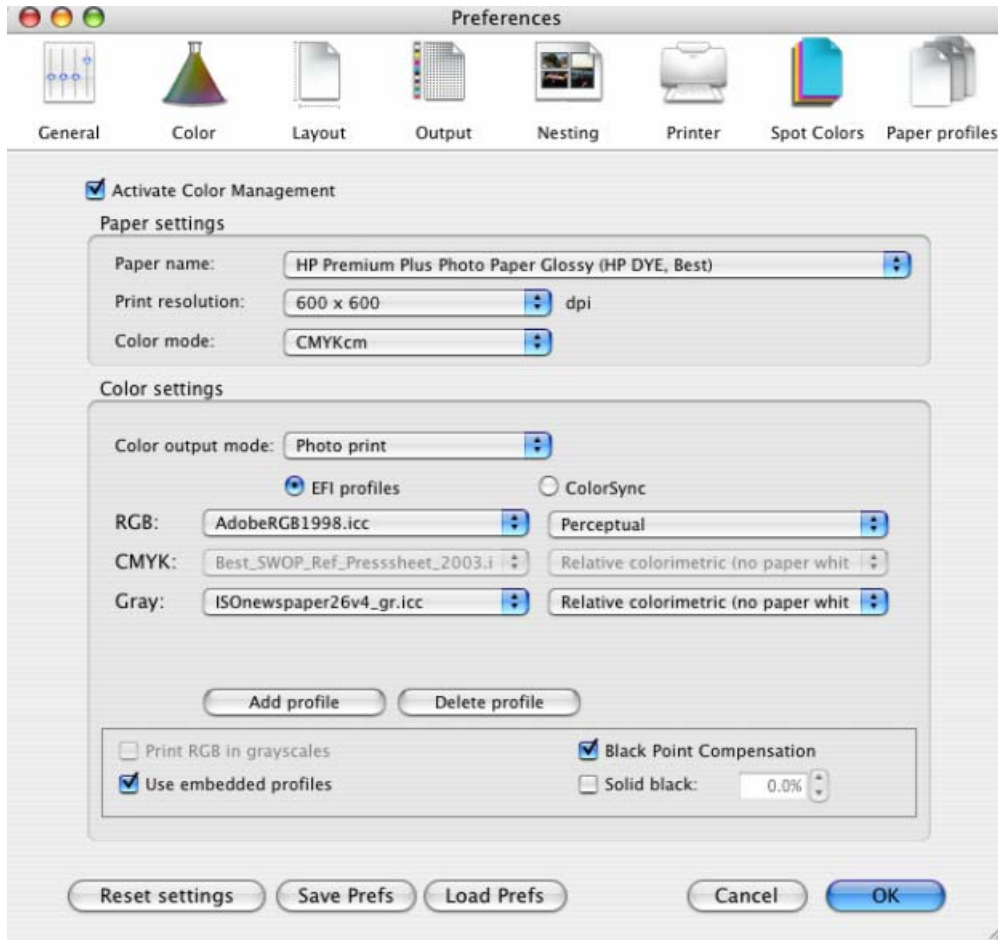 Preferences
General Color Layout Output Nesting Printer Spot Colors Paper profiles
Activate Color Management
Paper settings
Paper name: HP Premium Plus Photo Paper Glossy (HP DYE, Best)
Print resolution: 600 x 600 dpi
Color mode: CMYKcm
Color settings
Color output mode: Photo print
EFI profiles ColorSync
RGB: AdobeRGB1998.icc Perceptual
CMYK: Best_SWOP_Ref_Presssheet_2003.i Relative colorimetric (no paper whit
Gray: ISOnewspaper26v4_gr.icc Relative colorimetric (no paper whit
Add profile Delete profile
Print RGB in grayscales Black Point Compensation
Use embedded profiles Solid black: 0.0%
Reset settings Save Prefs Load Prefs Cancel OK